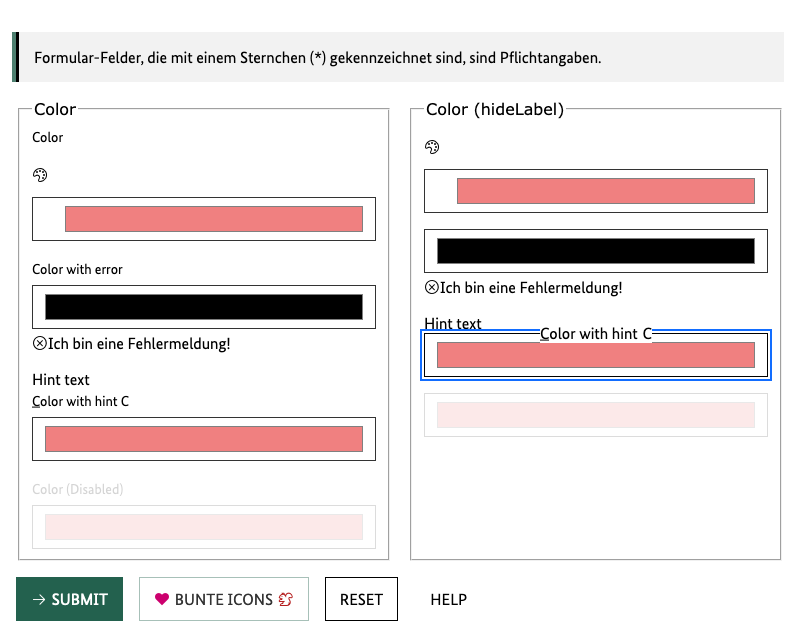 Formular-Felder, die mit einem Sternchen (*) gekennzeichnet sind, sind Pflichtangaben.
Color
Color
Color with error
Ich bin eine Fehlermeldung!
Hint text
Color with hint C
Color (Disabled)
Color (hideLabel)
Ich bin eine Fehlermeldung!
Hint text
Color with hint C
SUBMIT
BUNTE ICONS
RESET
HELP